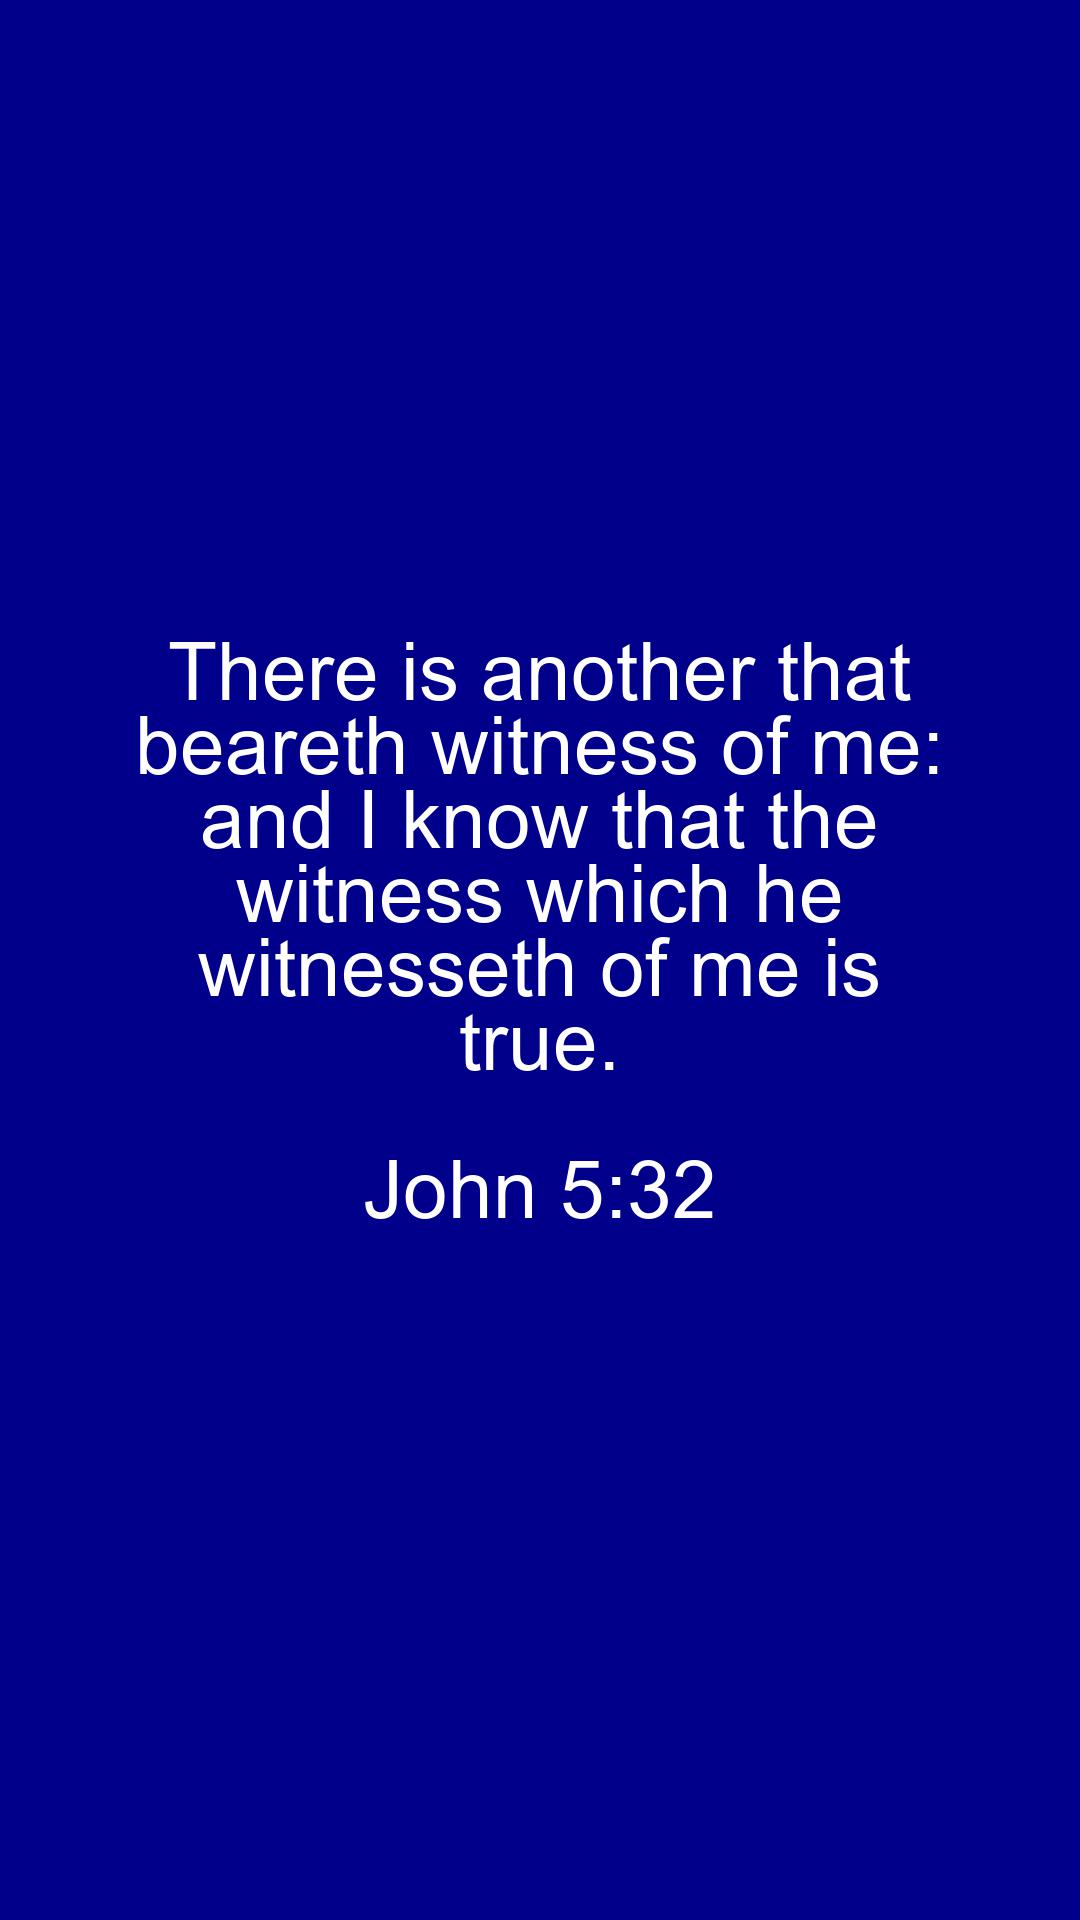 There is another that
beareth witness of me:
and I know that the
witness which he
witnesseth of me is
true.
John 5:32